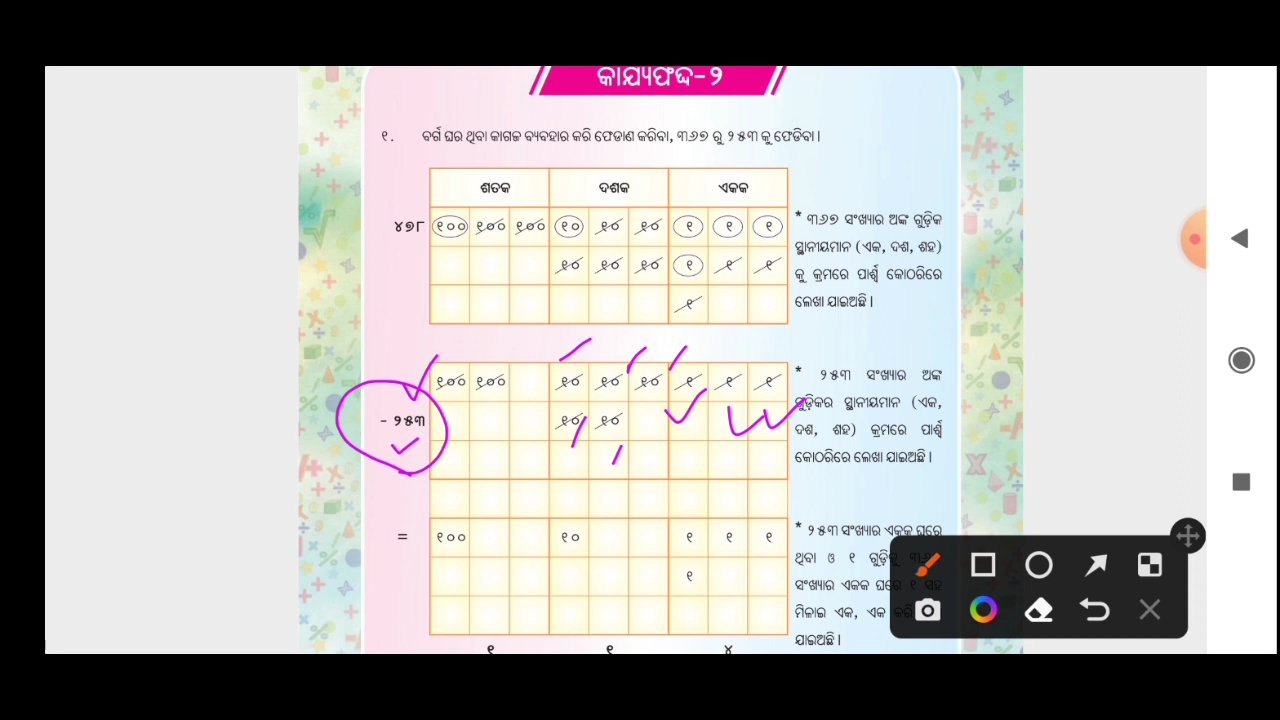 କାର୍ଯ୍ୟଫର୍ଦ୍ଦ-୨
୧. ବର୍ଗ ଘର ଥିବା କାଗଜ ବ୍ୟବହାର କରି ଫେଡାଣ କରିବା, ୩୬୭ ରୁ ୨୫୩ କୁ ଫେଡିବା।
ଶତକ ଦଶକ ଏକକ
୪୭୮ ୧୦୦ ୧୦୦ ୧୦୦ ୧୦ ୧୦ ୧୦ ୧ ୧ ୧
୧୦ ୧୦ ୧୦ ୧ ୧ ୧
୧
* ୩୬୭ ସଂଖ୍ୟାର ଅଙ୍କ ଗୁଡ଼ିକ
ସ୍ଥାନୀୟମାନ (ଏକ, ଦଶ, ଶହ)
କୁ କ୍ରମରେ ପାର୍ଶ୍ୱ କୋଠରିରେ
ଲେଖା ଯାଇଅଛି।
୧୦୦ ୧୦୦ ୧୦ ୧୦ ୧୦ ୧ ୧ ୧
- ୨୫୩ ୧୦ ୧୦
* ୨୫୩ ସଂଖ୍ୟାର ଅଙ୍କ
ଗୁଡ଼ିକର ସ୍ଥାନୀୟମାନ (ଏକ,
ଦଶ, ଶହ) କ୍ରମରେ ପାର୍ଶ୍ୱ
କୋଠରିରେ ଲେଖା ଯାଇଅଛି।
= ୧୦୦ ୧୦ ୧ ୧ ୧
୧
* ୨୫୩ ସଂଖ୍ୟାର ଏକକ ଘରେ
ଥିବା ଓ ୧ ଗୁଡ଼ିକୁ
ସଂଖ୍ୟାର ଏକକ ଘରେ ୧ ସହ
ମିଳାଇ ଏକ, ଏକ କରି
ଯାଇଅଛି।
୧ ୧ ୪